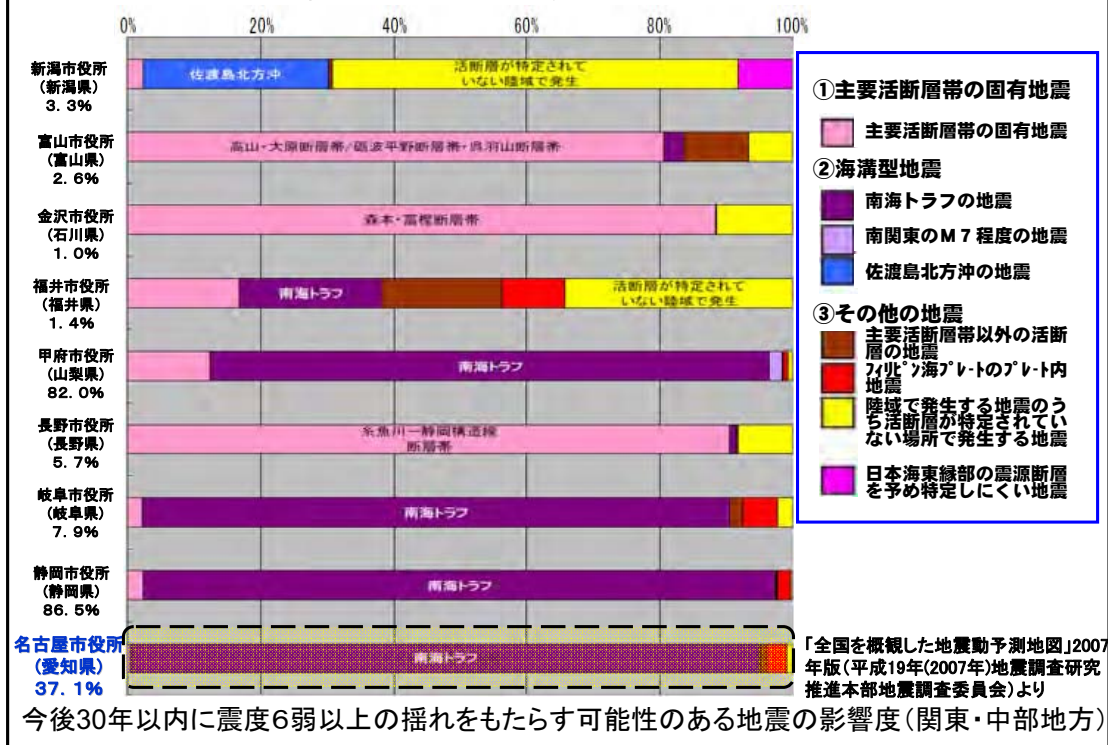 0%
20%
40%
60%
80%
100%
新潟市役所
(新潟県)
3.3%
佐渡島北方沖
活断層が特定されて
いない陸域で発生
富山市役所
(富山県)
2.6%
高山・大原断層帯/砺波平野断層帯・呉羽山断層帯
金沢市役所
(石川県)
1.0%
森本・富樫断層帯
福井市役所
(福井県)
1.4%
南海トラフ
活断層が特定されて
いない陸域で発生
甲府市役所
(山梨県)
82.0%
南海トラフ
長野市役所
(長野県)
5.7%
糸魚川ー静岡構造線
断層帯
岐阜市役所
(岐阜県)
7.9%
南海トラフ
静岡市役所
(静岡県)
86.5%
南海トラフ
名古屋市役所
(愛知県)
37.1%
南海トラフ
①主要活断層帯の固有地震
主要活断層帯の固有地震
②海溝型地震
南海トラフの地震
南関東のM7程度の地震
佐渡島北方沖の地震
③その他の地震
主要活断層帯以外の活断
層の地震
フィリピン海プレートのプレート内
地震
陸域で発生する地震のう
ち活断層が特定されてい
ない場所で発生する地震
日本海東縁部の震源断層
を予め特定しにくい地震
「全国を概観した地震動予測地図」2007
年版(平成19年(2007年)地震調査研究
推進本部地震調査委員会)より
今後30年以内に震度6弱以上の揺れをもたらす可能性のある地震の影響度(関東・中部地方)